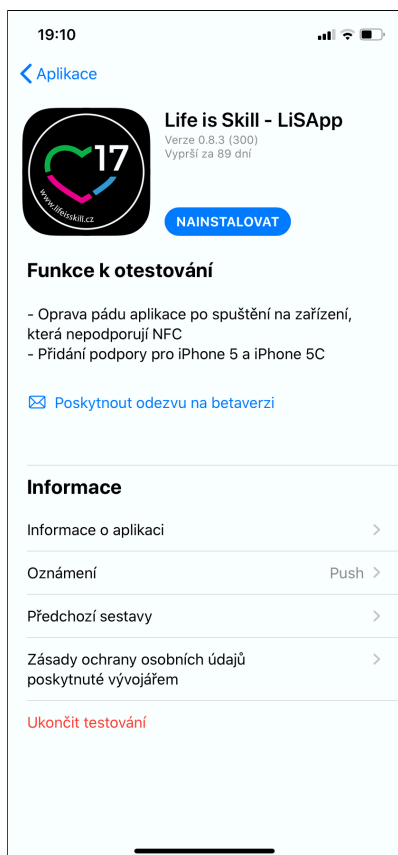 19:10
Aplikace
17
www.lifeisskill.cz
Life is Skill - LiSApp
Verze 0.8.3 (300)
Vyprší za 89 dní
NAINSTALOVAT
Funkce k otestování
- Oprava pádu aplikace po spuštění na zařízení,
která nepodporují NFC
- Přidání podpory pro iPhone 5 a iPhone 5C
Poskytnout odezvu na betaverzi
Informace
Informace o aplikaci
Oznámení Push
Předchozí sestavy
Zásady ochrany osobních údajů
poskytnuté vývojářem
Ukončit testování